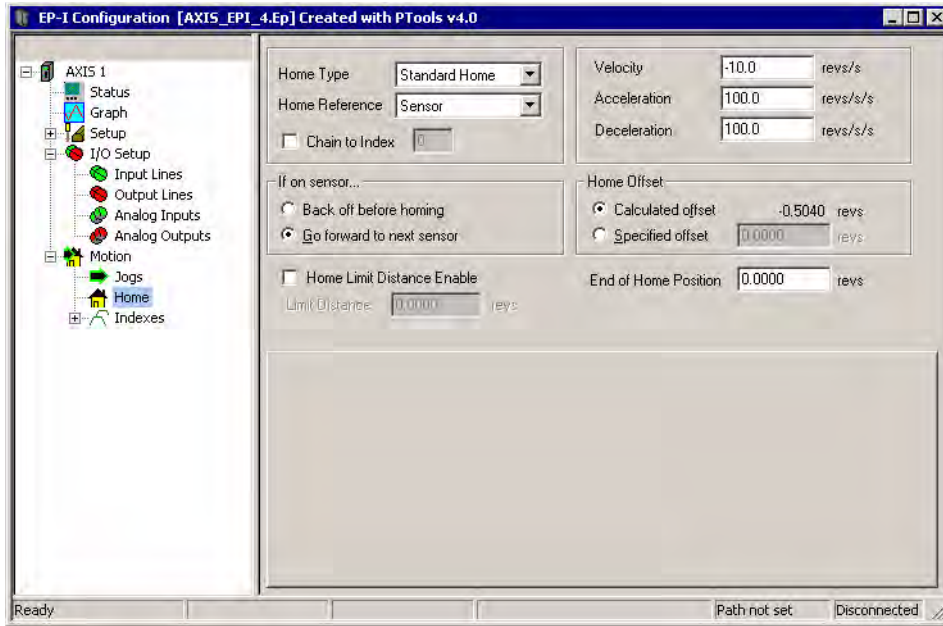 EP-I Configuration [AXIS_EPI_4.Ep] Created with PTools v4.0
AXIS 1
Status
Graph
Setup
I/O Setup
Input Lines
Output Lines
Analog Inputs
Analog Outputs
Motion
Jogs
Home
Indexes
Home Type Standard Home
Home Reference Sensor
Chain to Index 0
Velocity -10.0 revs/s
Acceleration 100.0 revs/s/s
Deceleration 100.0 revs/s/s
If on sensor...
Back off before homing
Go forward to next sensor
Home Offset
Calculated offset -0.5040 revs
Specified offset 0.0000 revs
Home Limit Distance Enable
Limit Distance 0.0000 revs
End of Home Position 0.0000 revs
Ready Path not set Disconnected